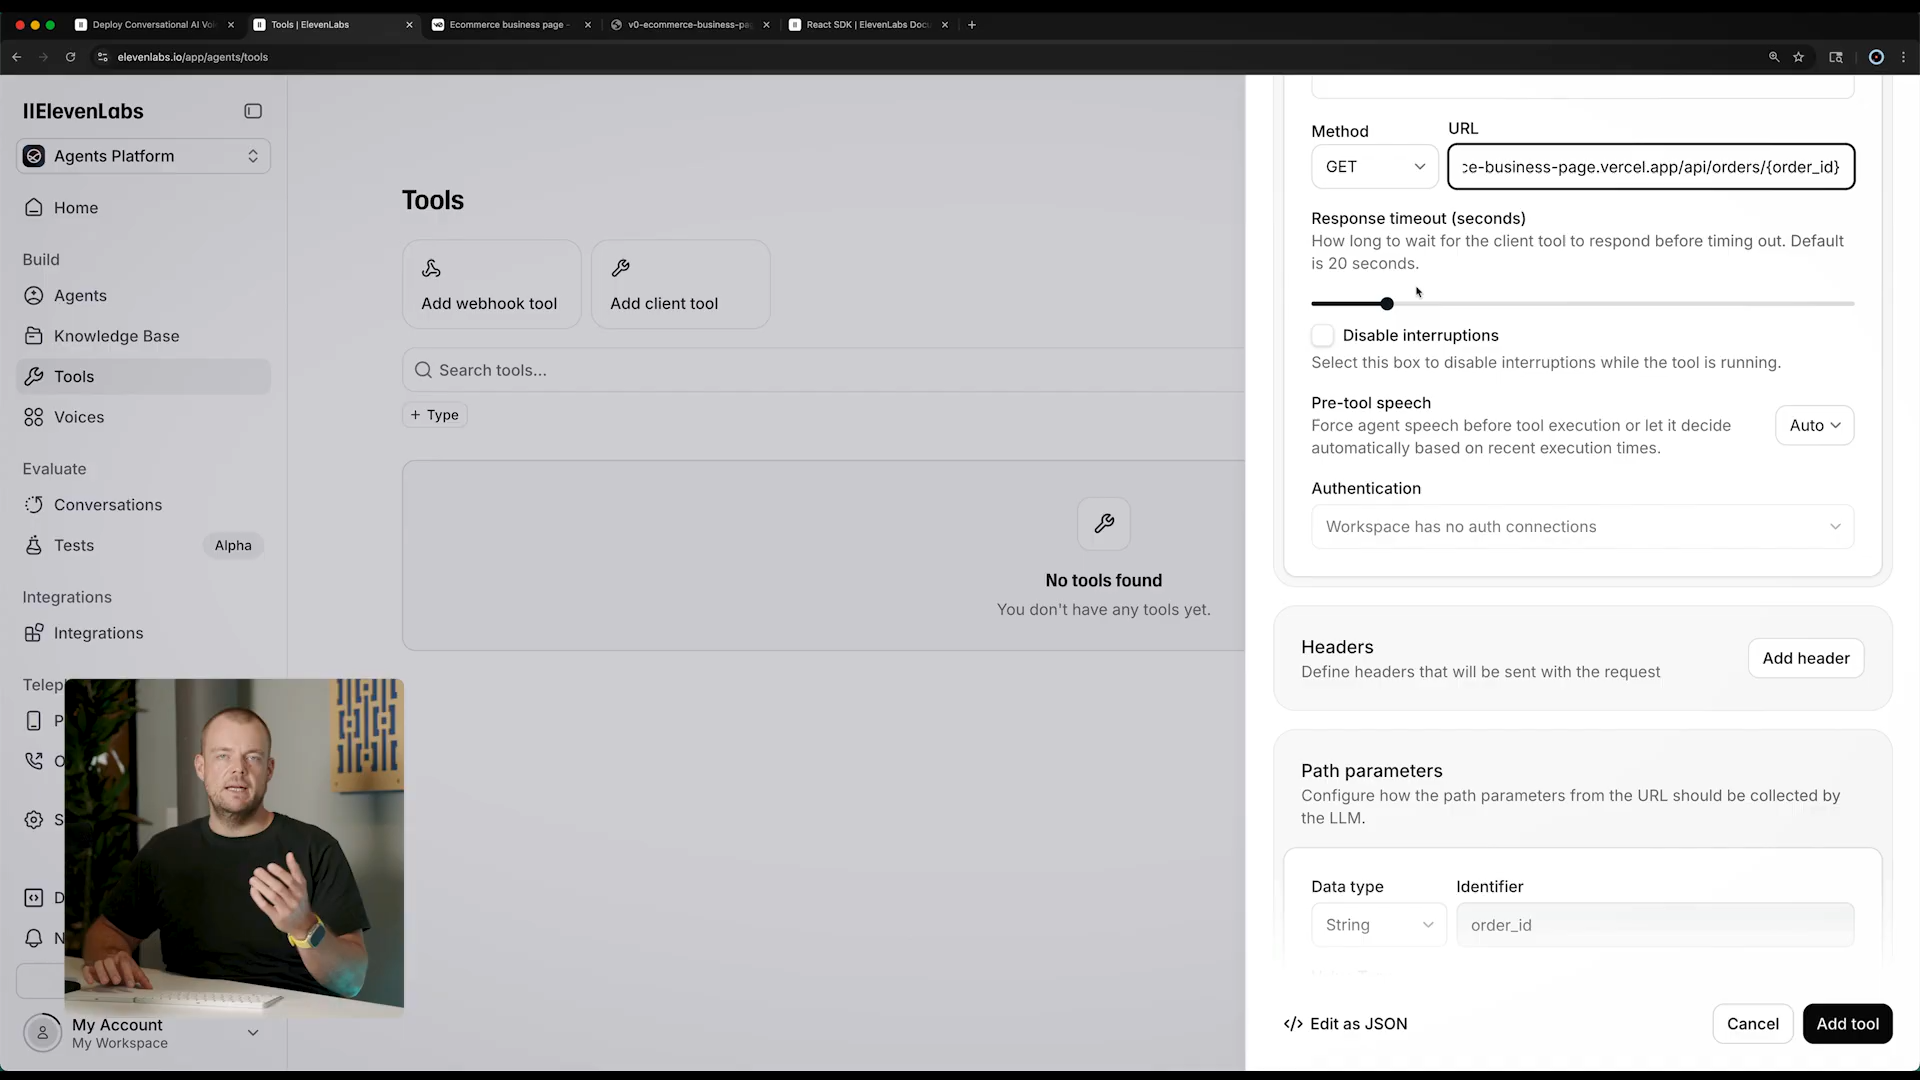 Deploy Conversational AI Voi
Tools | ElevenLabs
Ecommerce business page -
v0-ecommerce-business-pa
React SDK | ElevenLabs Docu
elevenlabs.io/app/agents/tools
IIElevenLabs
Agents Platform
Home
Build
Agents
Knowledge Base
Tools
Voices
Evaluate
Conversations
Tests
Alpha
Integrations
Integrations
Telep
P
O
S
D
N
My Account
My Workspace
Tools
Add webhook tool
Add client tool
Search tools...
+ Type
No tools found
You don't have any tools yet.
Method
URL
GET
ce-business-page.vercel.app/api/orders/{order_id}
Response timeout (seconds)
How long to wait for the client tool to respond before timing out. Default
is 20 seconds.
Disable interruptions
Select this box to disable interruptions while the tool is running.
Pre-tool speech
Force agent speech before tool execution or let it decide
automatically based on recent execution times.
Auto
Authentication
Workspace has no auth connections
Headers
Define headers that will be sent with the request
Add header
Path parameters
Configure how the path parameters from the URL should be collected by
the LLM.
Data type
Identifier
String
order_id
</> Edit as JSON
Cancel
Add tool